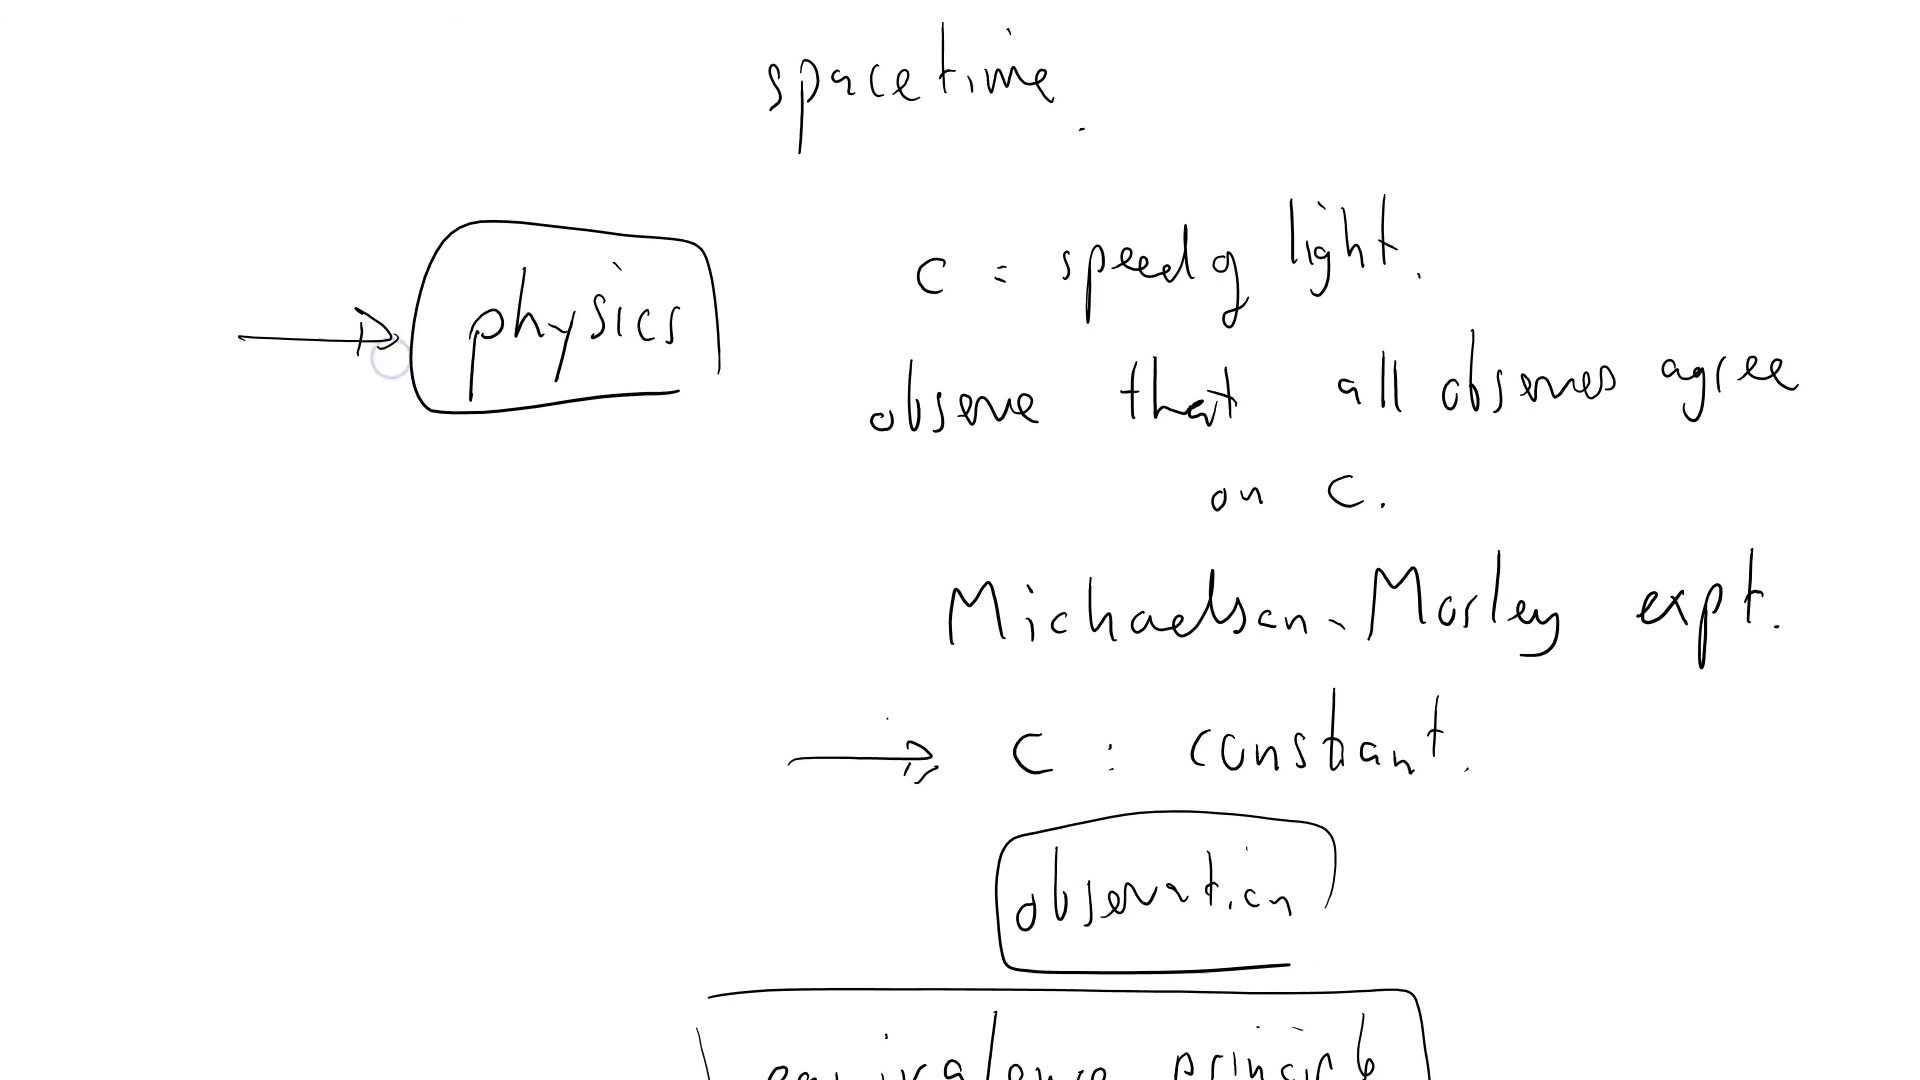 spacetime.
physics
c = speed of light.
observe that all observers agree
on c.
Michaelson-Morley expt.
c : constant.
observation
equivalence principle